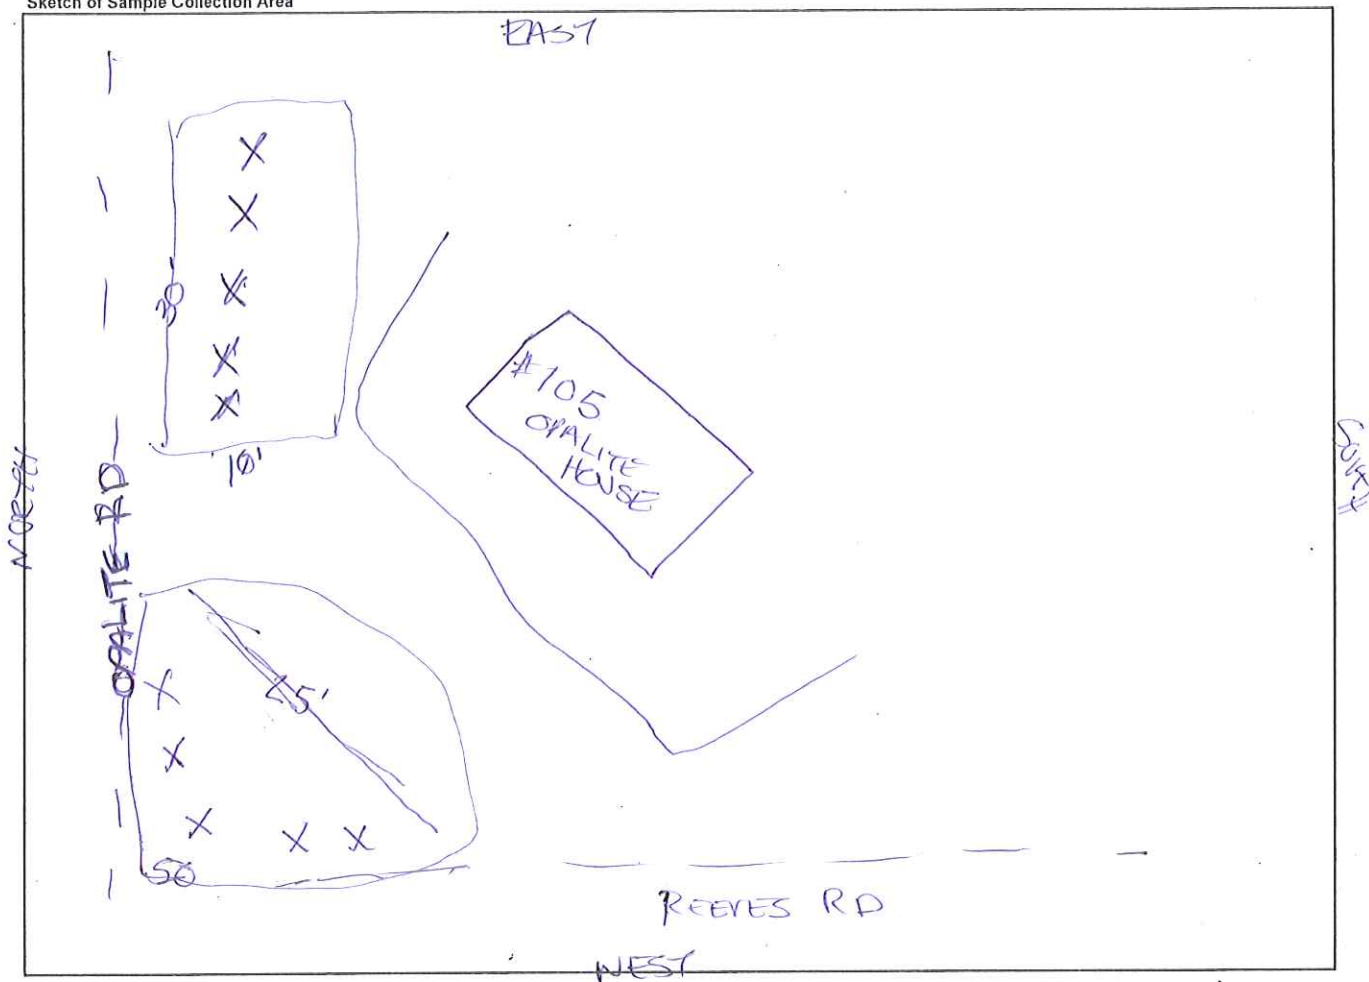 Sketch of Sample Collection Area
EAST
X
X
30'
X
X
X
10'
#105
OPALITE
HOUSE
NORTH
SOUTH
OPALITE RD
X
X
X
X
X
50
REEVES RD
WEST